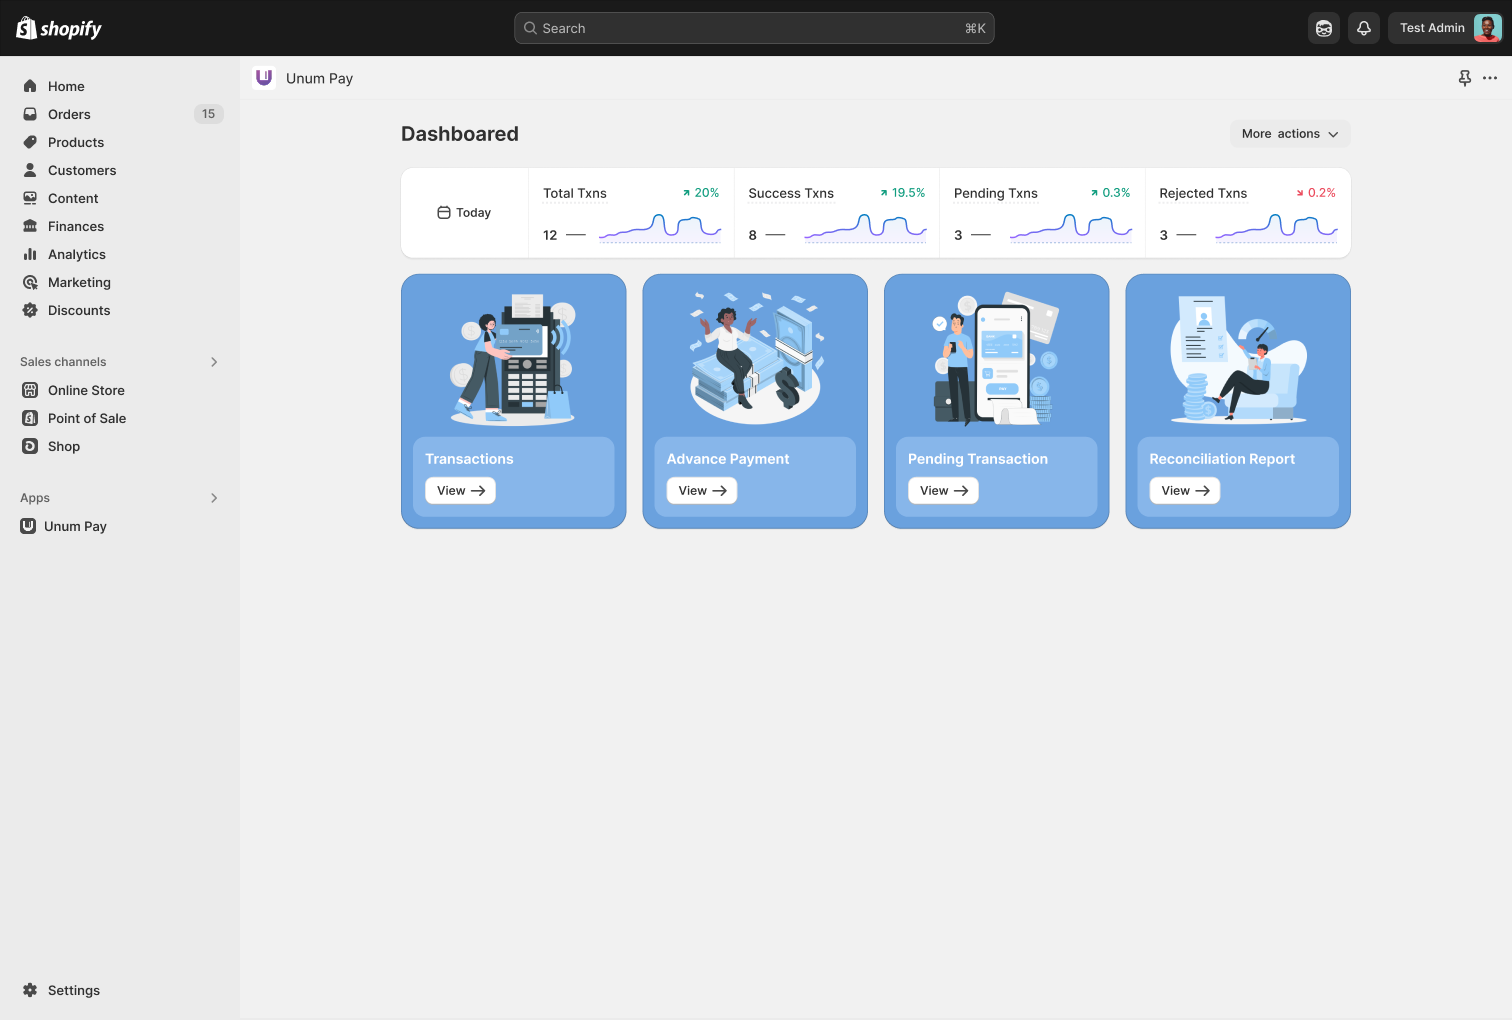 shopify
Search
⌘K
Test Admin
Home
Orders
15
Products
Customers
Content
Finances
Analytics
Marketing
Discounts
Sales channels
Online Store
Point of Sale
Shop
Apps
Unum Pay
Settings
Unum Pay
Dashboared
More actions
Today
Total Txns
20%
12
Success Txns
19.5%
8
Pending Txns
0.3%
3
Rejected Txns
0.2%
3
Transactions
View
Advance Payment
View
PAY
Pending Transaction
View
Reconciliation Report
View